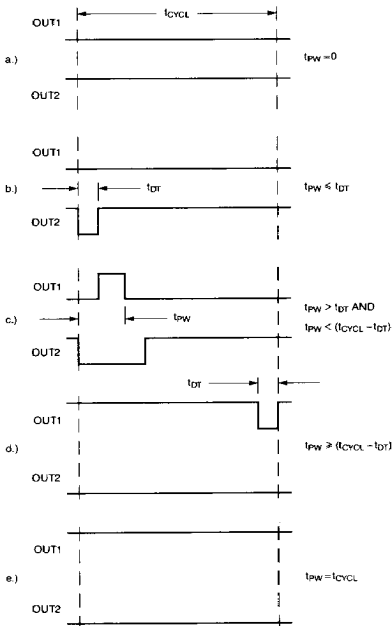 OUT1
tCYCL
a.)
tPW = 0
OUT2
OUT1
b.)
tDT
tPW ≤ tDT
OUT2
OUT1
c.)
tPW
tPW > tDT AND
tPW < (tCYCL − tDT)
OUT2
tDT
OUT1
d.)
tPW ≥ (tCYCL − tDT)
OUT2
OUT1
e.)
tPW = tCYCL
OUT2